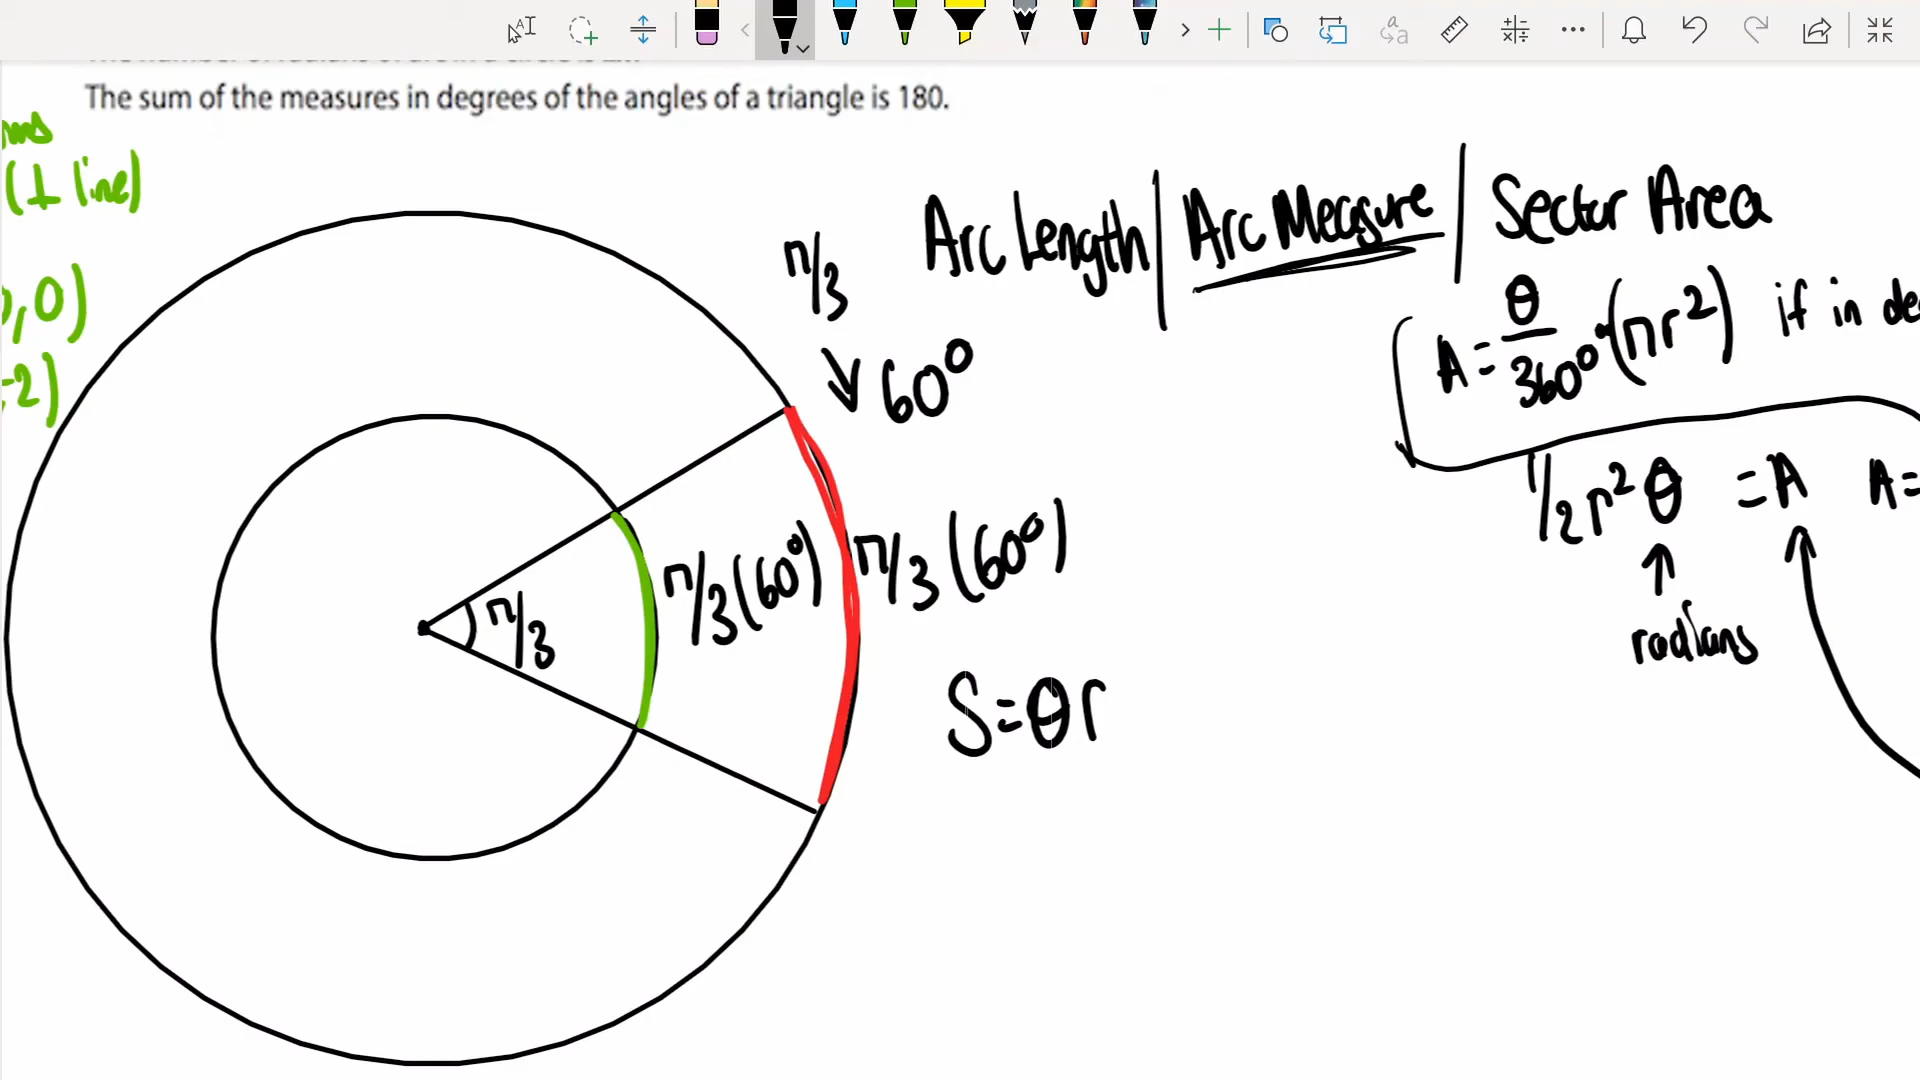 The sum of the measures in degrees of the angles of a triangle is 180.
(⊥ line)
,0)
-2)
Arc Length | Arc Measure | Sector Area
π/3
↓ 60°
A = θ/360° (πr²) if in de
1/2 r² θ = A A =
radians
π/3
π/3 (60°)
π/3 (60°)
S = θr